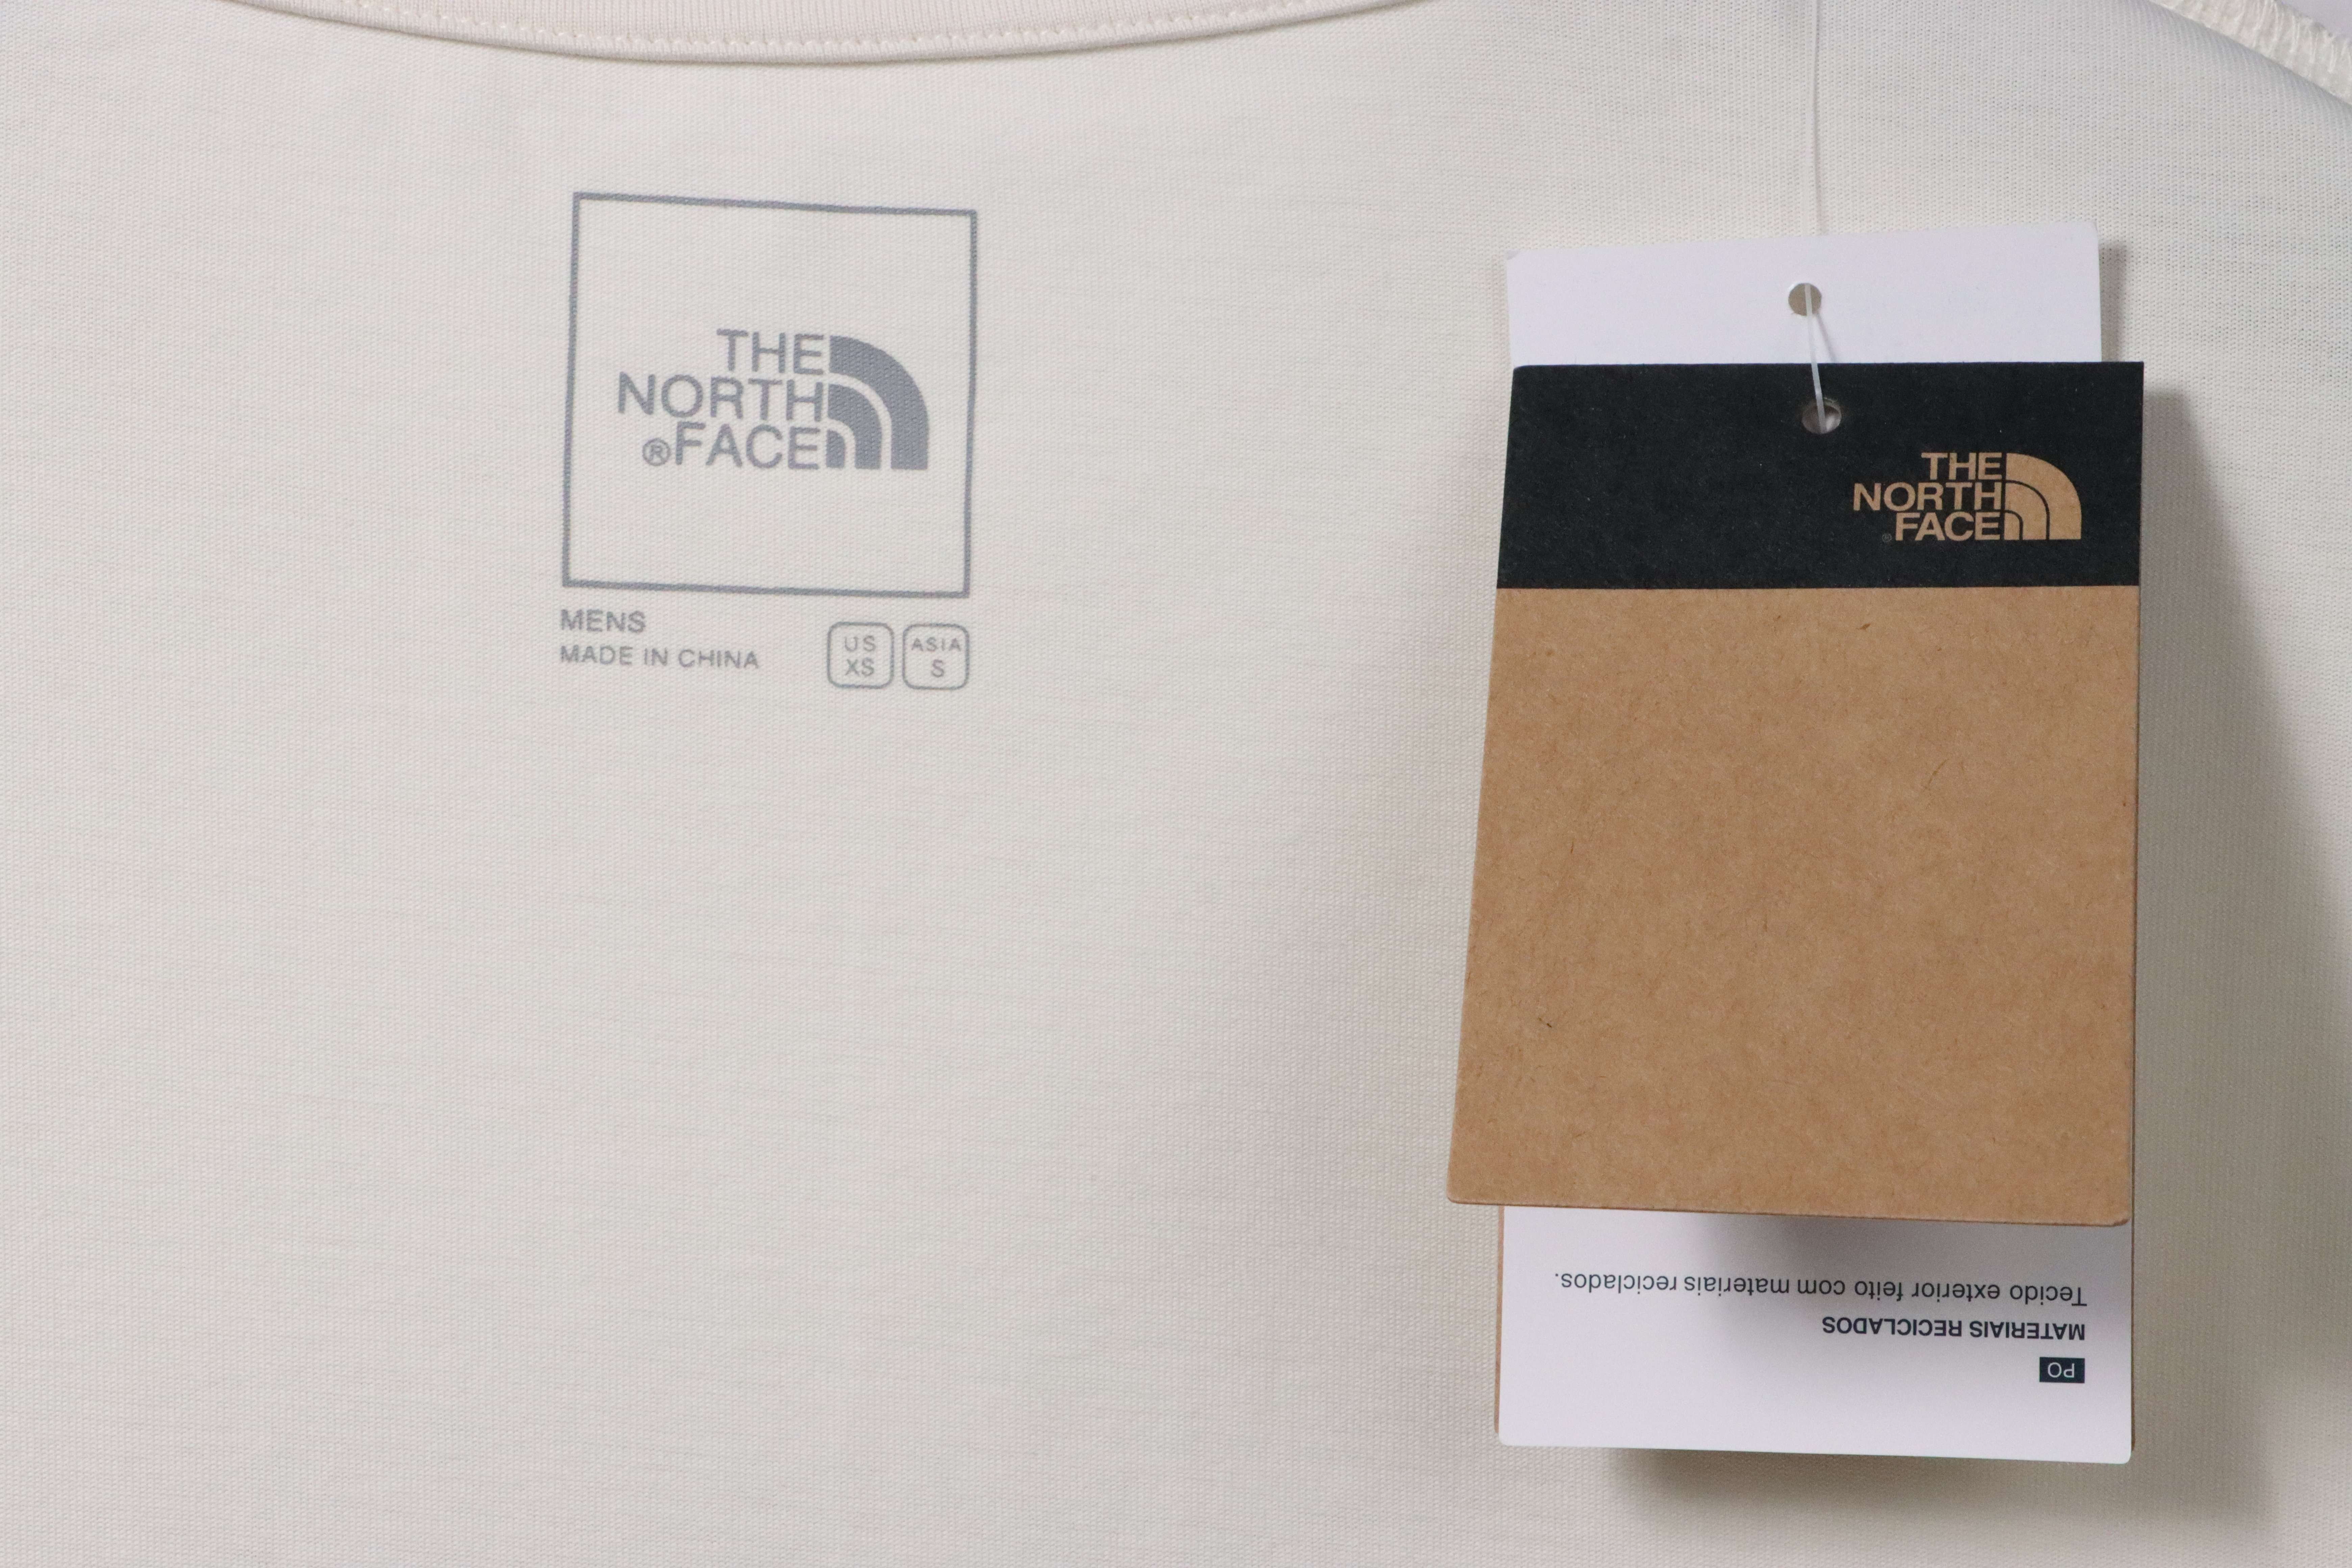 THE
NORTH
®FACE
MENS
MADE IN CHINA
US
XS
ASIA
S
THE
NORTH
®FACE
PO
MATERIAIS RECICLADOS
Tecido exterior feito com materiais reciclados.